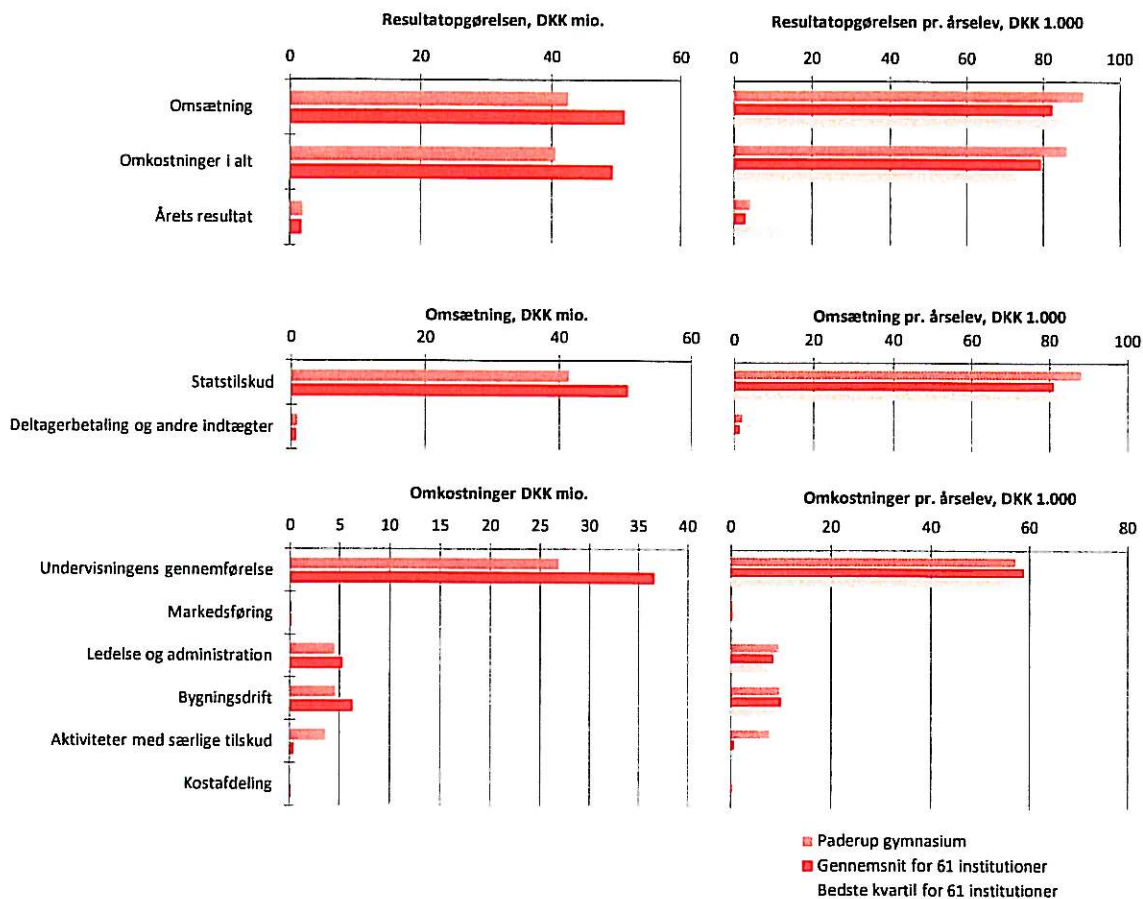 Resultatopgørelsen, DKK mio.
0 20 40 60
Omsætning
Omkostninger i alt
Årets resultat
Resultatopgørelsen pr. årselev, DKK 1.000
0 20 40 60 80 100
Omsætning, DKK mio.
0 20 40 60
Statstilskud
Deltagerbetaling og andre indtægter
Omsætning pr. årselev, DKK 1.000
0 20 40 60 80 100
Omkostninger DKK mio.
0 5 10 15 20 25 30 35 40
Undervisningens gennemførelse
Markedsføring
Ledelse og administration
Bygningsdrift
Aktiviteter med særlige tilskud
Kostafdeling
Omkostninger pr. årselev, DKK 1.000
0 20 40 60 80
Paderup gymnasium
Gennemsnit for 61 institutioner
Bedste kvartil for 61 institutioner